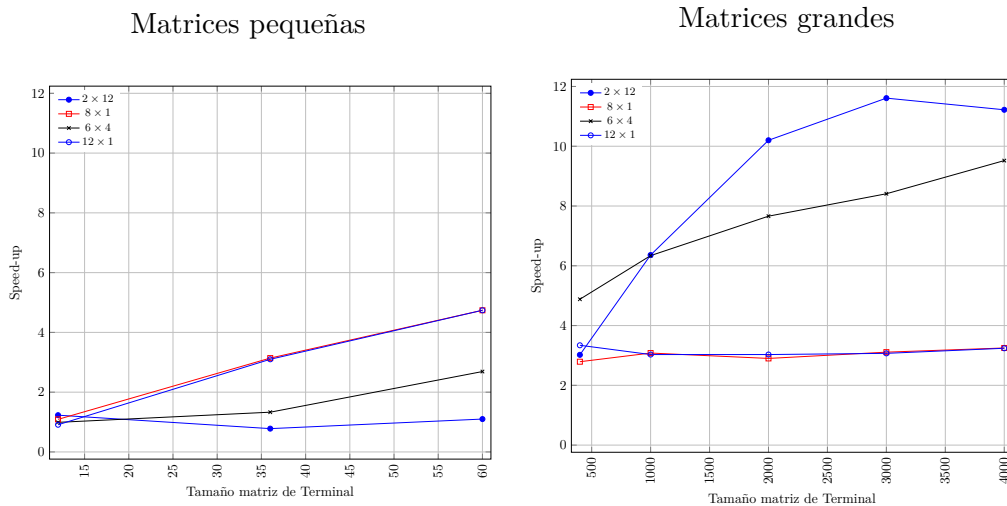 Matrices pequeñas
12
10
8
6
4
2
0
Speed-up
2 × 12
8 × 1
6 × 4
12 × 1
15
20
25
30
35
40
45
50
55
60
Tamaño matriz de Terminal
Matrices grandes
12
10
8
6
4
2
0
Speed-up
2 × 12
8 × 1
6 × 4
12 × 1
500
1000
1500
2000
2500
3000
3500
4000
Tamaño matriz de Terminal